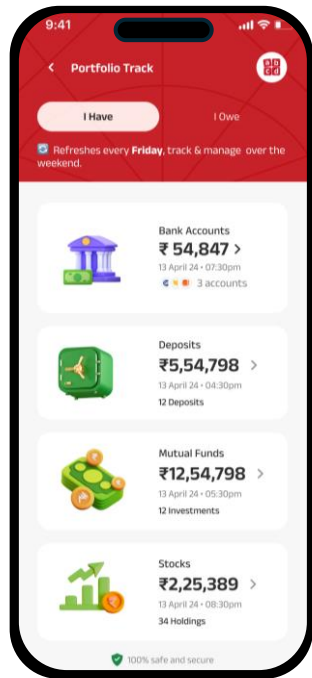 9:41
Portfolio Track
ab
cd
I Have
I Owe
Refreshes every Friday, track & manage over the
weekend.
Bank Accounts
₹ 54,847 >
13 April 24 • 07:30pm
3 accounts
Deposits
₹5,54,798 >
13 April 24 • 04:30pm
12 Deposits
Mutual Funds
₹12,54,798 >
13 April 24 • 05:30pm
12 Investments
Stocks
₹2,25,389 >
13 April 24 • 08:30pm
34 Holdings
100% safe and secure